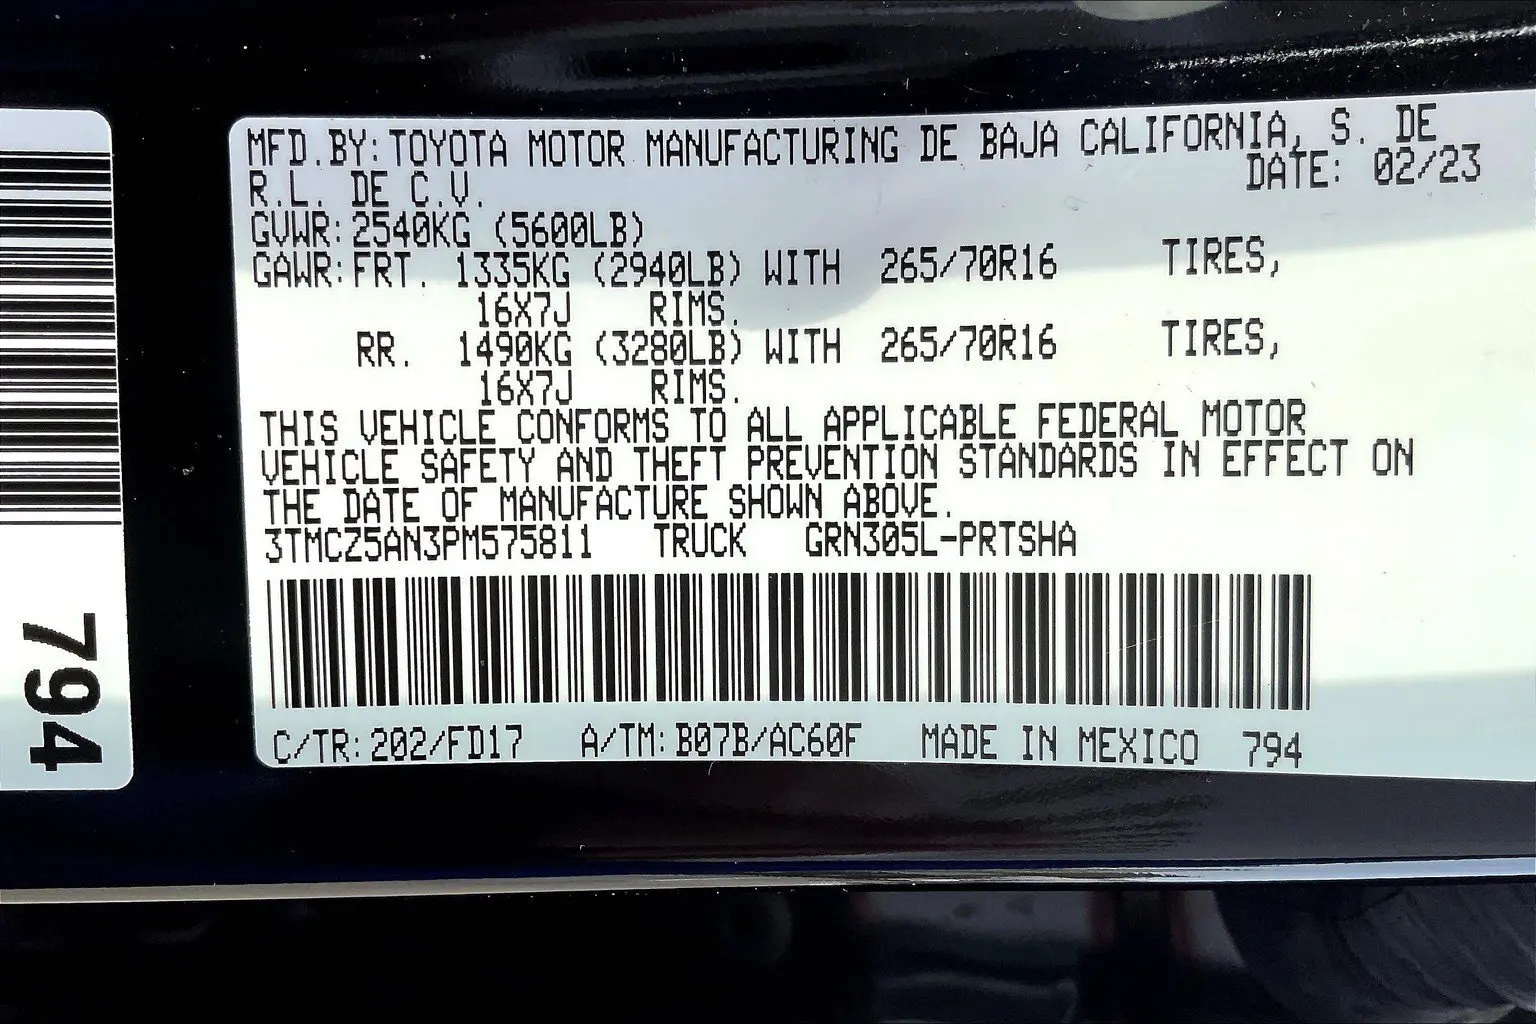 MFD.BY:TOYOTA MOTOR MANUFACTURING DE BAJA CALIFORNIA, S. DE
R.L. DE C.V. DATE: 02/23
GVWR:2540KG (5600LB)
GAWR:FRT. 1335KG (2940LB) WITH 265/70R16 TIRES,
16X7J RIMS.
RR. 1490KG (3280LB) WITH 265/70R16 TIRES,
16X7J RIMS.
THIS VEHICLE CONFORMS TO ALL APPLICABLE FEDERAL MOTOR
VEHICLE SAFETY AND THEFT PREVENTION STANDARDS IN EFFECT ON
THE DATE OF MANUFACTURE SHOWN ABOVE.
3TMCZ5AN3PM575811 TRUCK GRN305L-PRTSHA
C/TR:202/FD17 A/TM:B07B/AC60F MADE IN MEXICO 794
794